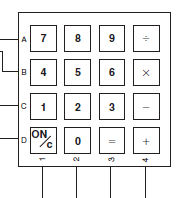 A 7 8 9 ÷
B 4 5 6 ×
C 1 2 3 −
D ON/C 0 = +
1 2 3 4